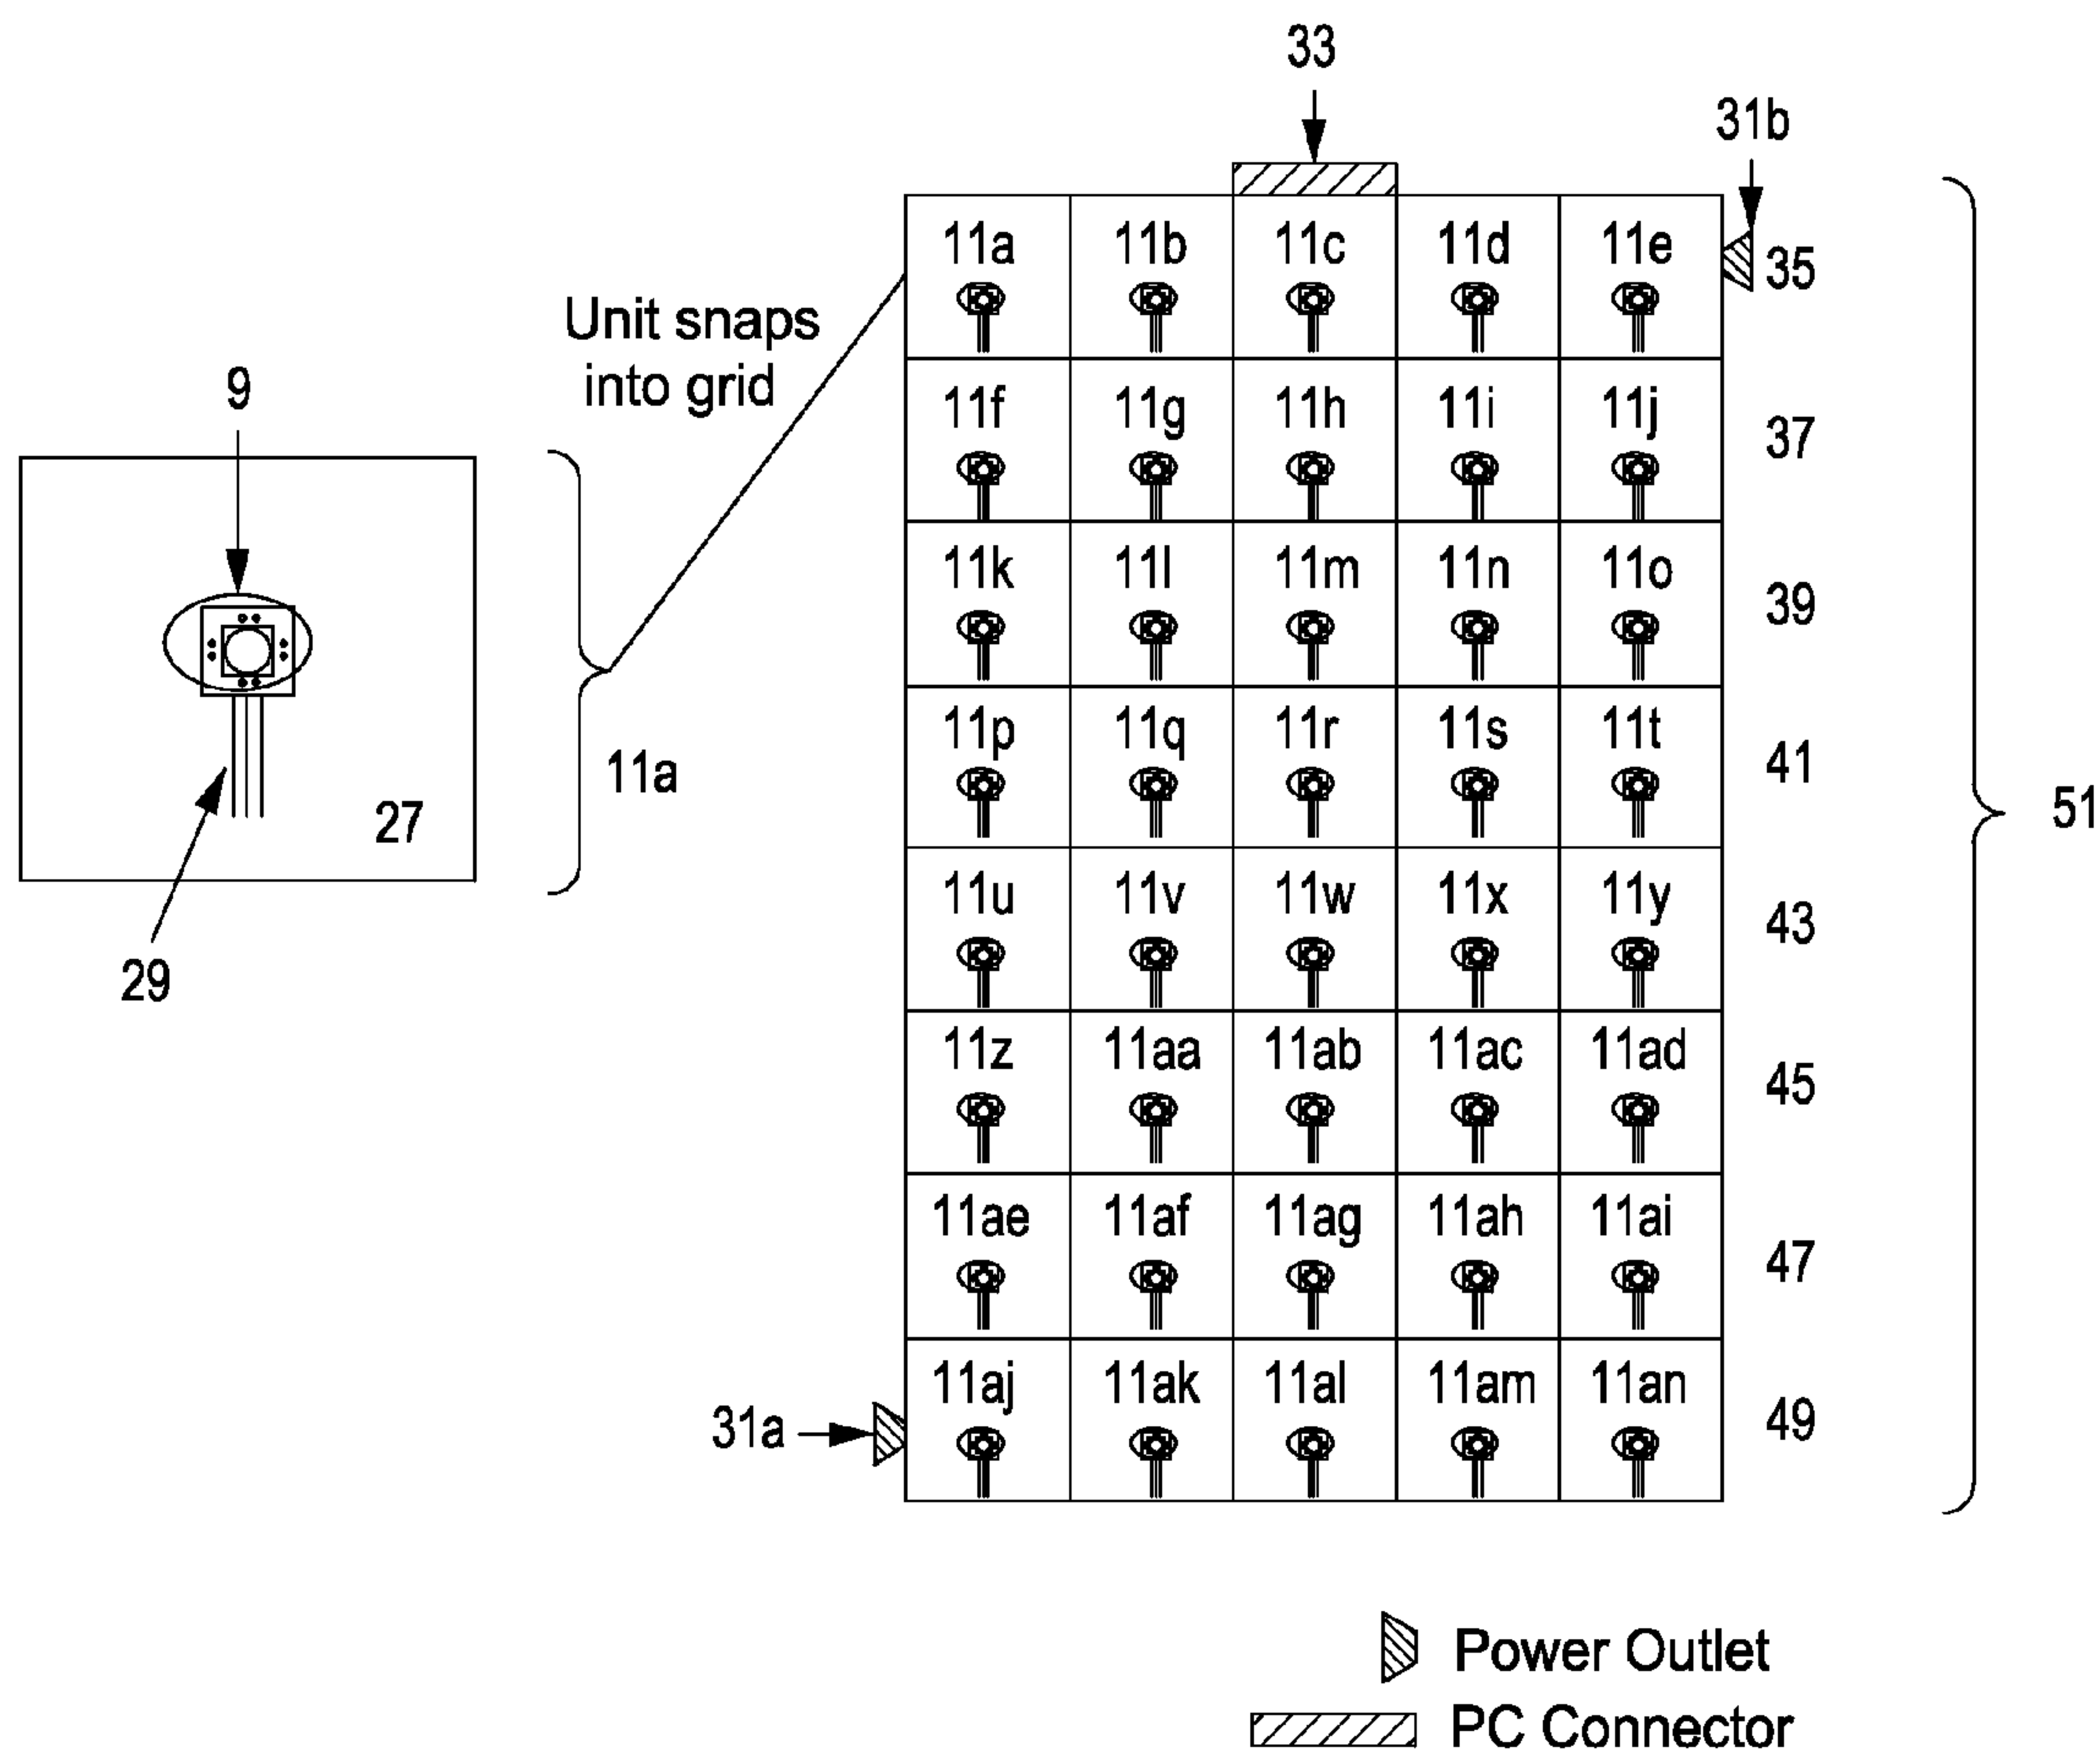 33
31b
11a 11b 11c 11d 11e 35
Unit snaps
into grid
9
11f 11g 11h 11i 11j 37
11k 11l 11m 11n 11o 39
11p 11q 11r 11s 11t 41
11a
27
51
11u 11v 11w 11x 11y 43
29
11z 11aa 11ab 11ac 11ad 45
11ae 11af 11ag 11ah 11ai 47
11aj 11ak 11al 11am 11an 49
31a
Power Outlet
PC Connector